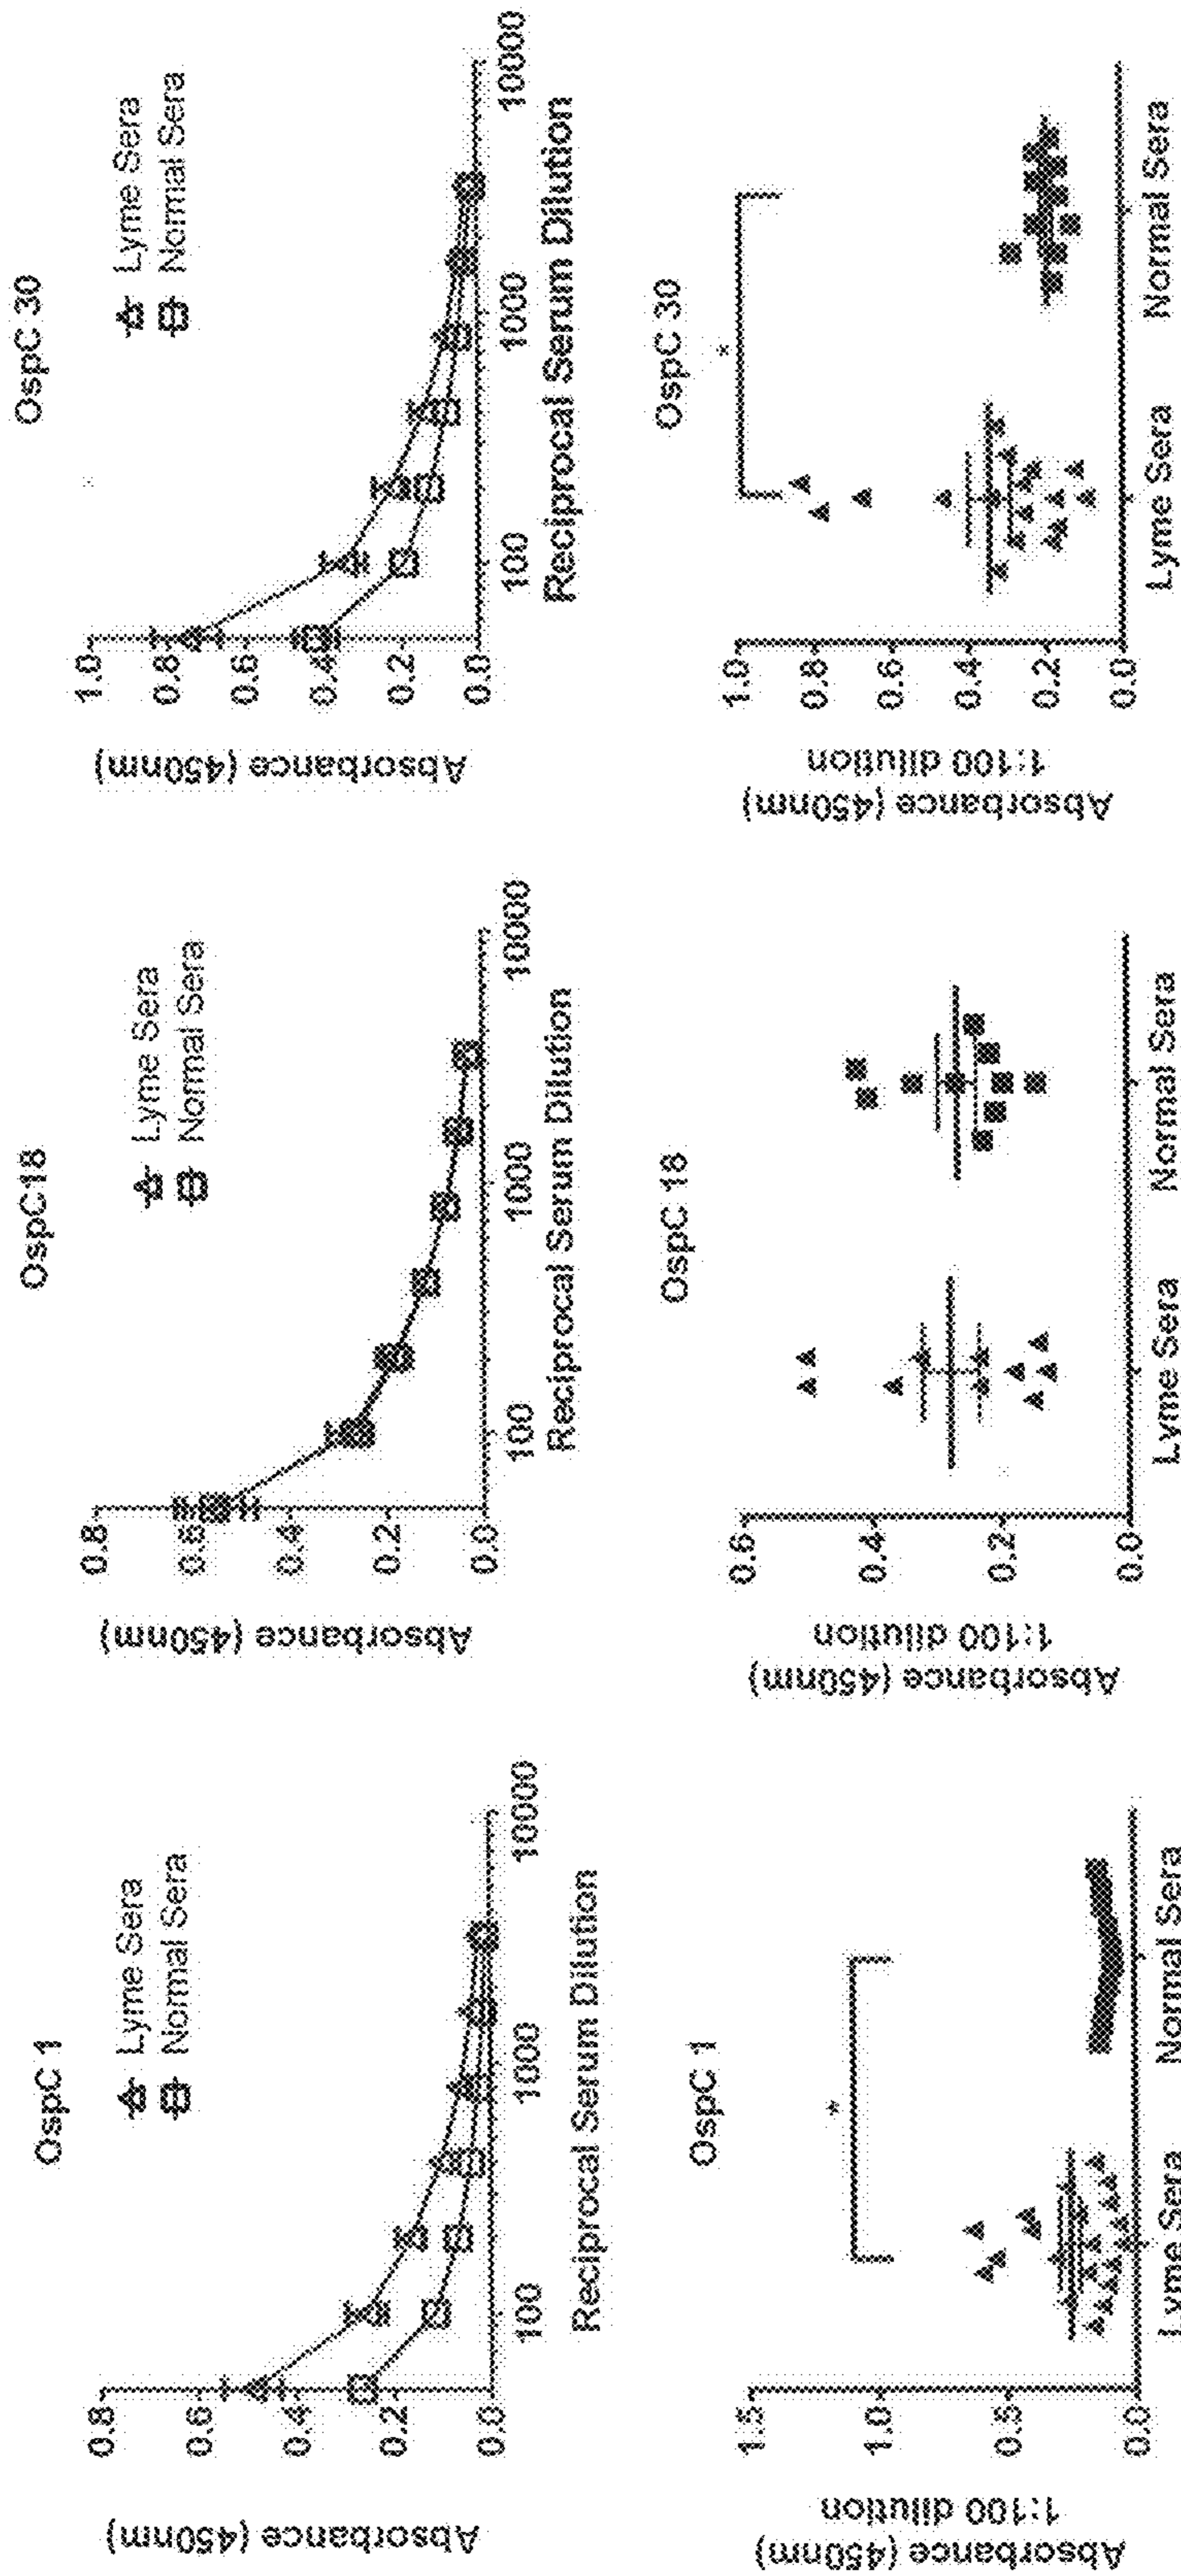 OspC 1
Lyme Sera
Normal Sera
Absorbance (450nm)
0.8
0.6
0.4
0.2
0.0
100
1000
10000
Reciprocal Serum Dilution
OspC18
Lyme Sera
Normal Sera
Absorbance (450nm)
0.8
0.6
0.4
0.2
0.0
100
1000
10000
Reciprocal Serum Dilution
OspC 30
Lyme Sera
Normal Sera
Absorbance (450nm)
1.0
0.8
0.6
0.4
0.2
0.0
100
1000
10000
Reciprocal Serum Dilution
OspC 1
*
Absorbance (450nm)
1:100 dilution
1.5
1.0
0.5
0.0
Lyme Sera
Normal Sera
OspC 18
Absorbance (450nm)
1:100 dilution
0.6
0.4
0.2
0.0
Lyme Sera
Normal Sera
OspC 30
*
Absorbance (450nm)
1:100 dilution
1.0
0.8
0.6
0.4
0.2
0.0
Lyme Sera
Normal Sera